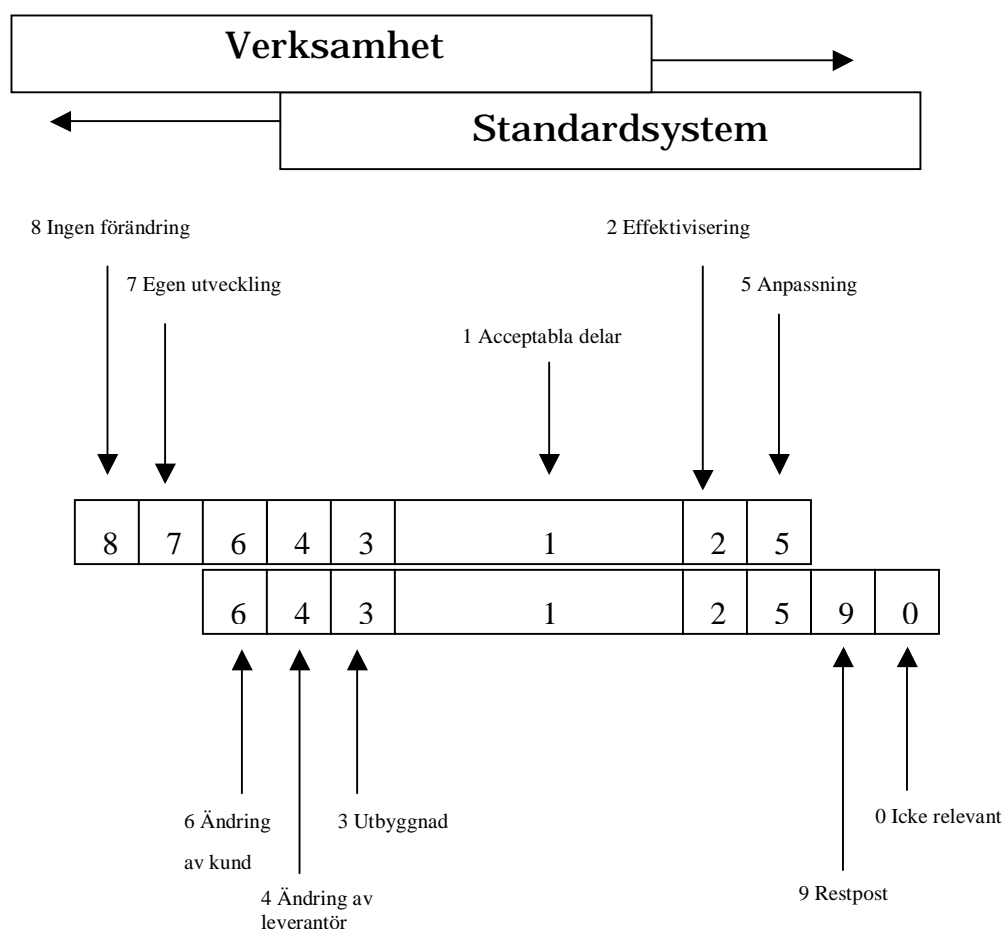 Verksamhet
Standardsystem
8 Ingen förändring
2 Effektivisering
7 Egen utveckling
5 Anpassning
1 Acceptabla delar
8 7 6 4 3 1 2 5
6 4 3 1 2 5 9 0
6 Ändring
av kund
3 Utbyggnad
0 Icke relevant
4 Ändring av
leverantör
9 Restpost